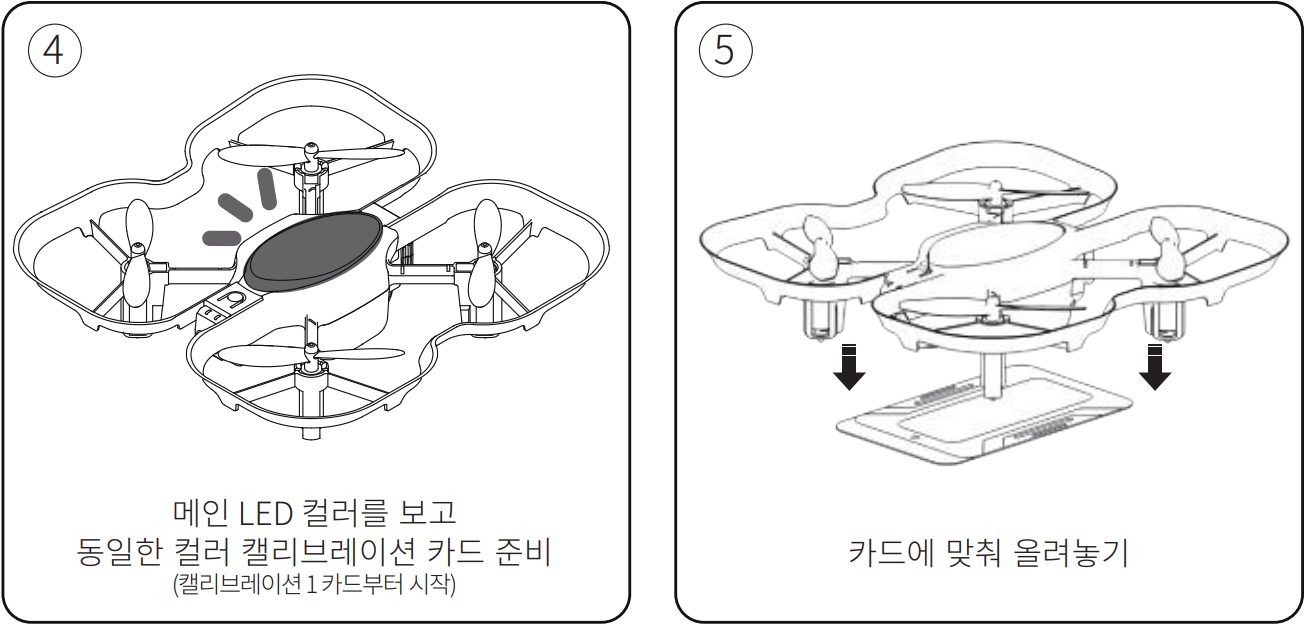 ④
메인 LED 컬러를 보고
동일한 컬러 캘리브레이션 카드 준비
(캘리브레이션 1 카드부터 시작)
⑤
카드에 맞춰 올려놓기